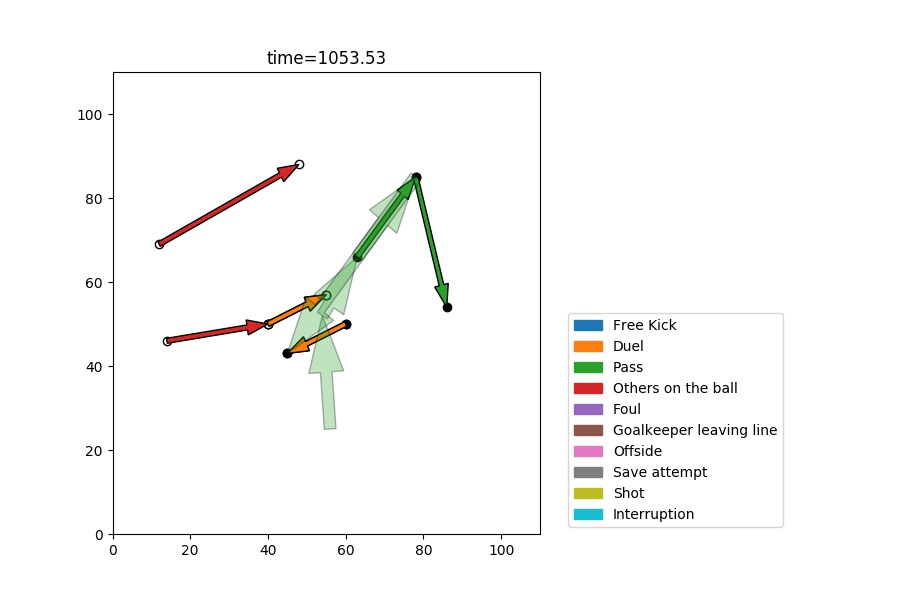 time=1053.53
100
80
60
40
20
0
0 20 40 60 80 100
Free Kick
Duel
Pass
Others on the ball
Foul
Goalkeeper leaving line
Offside
Save attempt
Shot
Interruption